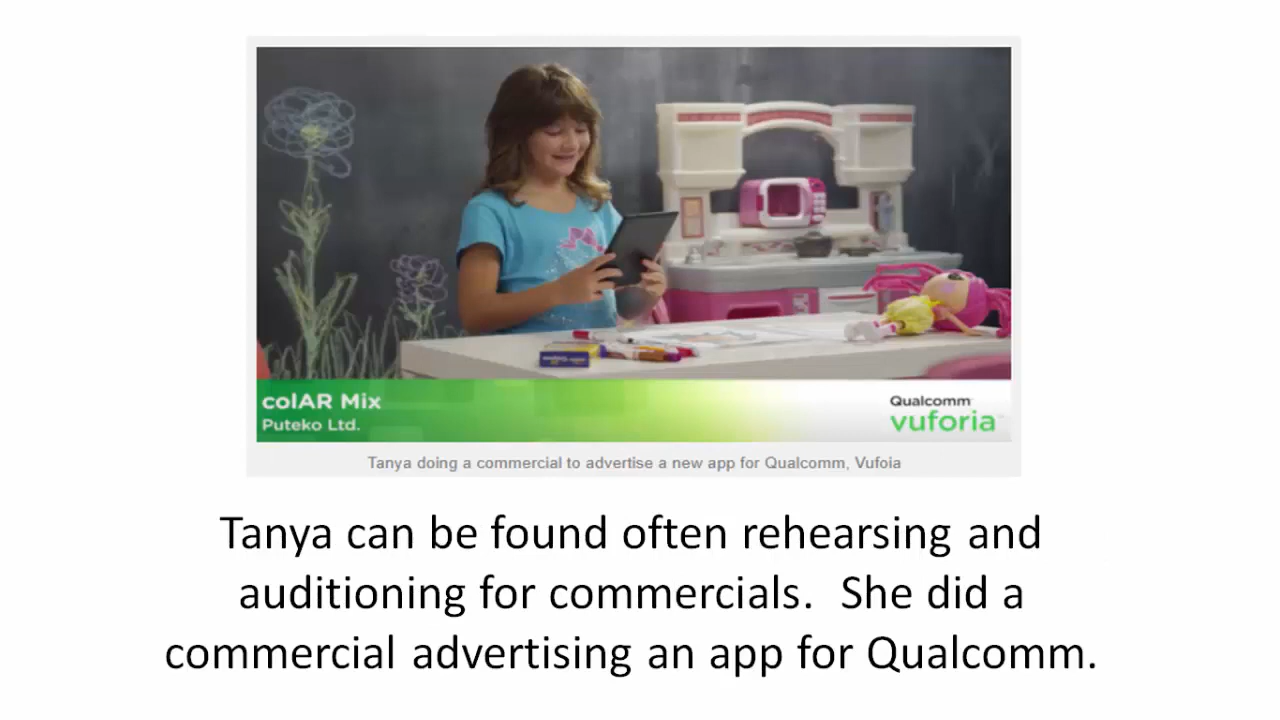 colAR Mix
Puteko Ltd.
Qualcomm
vuforia
Tanya doing a commercial to advertise a new app for Qualcomm, Vufoia
Tanya can be found often rehearsing and
auditioning for commercials.  She did a
commercial advertising an app for Qualcomm.